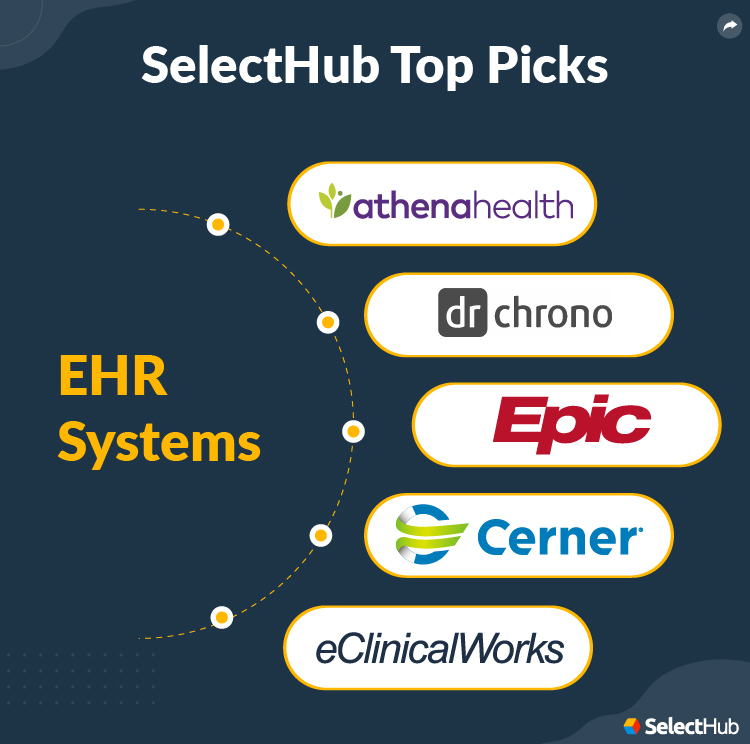 SelectHub Top Picks
athenahealth
dr chrono
EHR
Systems
Epic
Cerner
eClinicalWorks
SelectHub